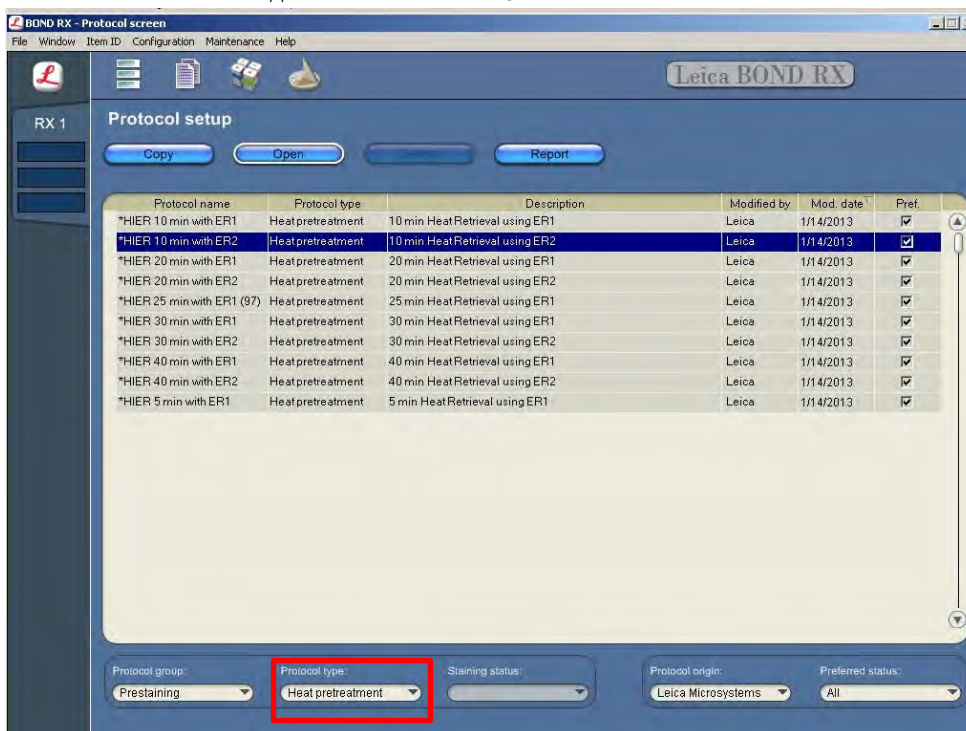 BOND RX - Protocol screen
File Window Item ID Configuration Maintenance Help
Leica BOND RX
RX 1
Protocol setup
Copy Open Report
Protocol name Protocol type Description Modified by Mod. date Pref.
*HIER 10 min with ER1 Heat pretreatment 10 min Heat Retrieval using ER1 Leica 1/14/2013
*HIER 10 min with ER2 Heat pretreatment 10 min Heat Retrieval using ER2 Leica 1/14/2013
*HIER 20 min with ER1 Heat pretreatment 20 min Heat Retrieval using ER1 Leica 1/14/2013
*HIER 20 min with ER2 Heat pretreatment 20 min Heat Retrieval using ER2 Leica 1/14/2013
*HIER 25 min with ER1 (97) Heat pretreatment 25 min Heat Retrieval using ER1 Leica 1/14/2013
*HIER 30 min with ER1 Heat pretreatment 30 min Heat Retrieval using ER1 Leica 1/14/2013
*HIER 30 min with ER2 Heat pretreatment 30 min Heat Retrieval using ER2 Leica 1/14/2013
*HIER 40 min with ER1 Heat pretreatment 40 min Heat Retrieval using ER1 Leica 1/14/2013
*HIER 40 min with ER2 Heat pretreatment 40 min Heat Retrieval using ER2 Leica 1/14/2013
*HIER 5 min with ER1 Heat pretreatment 5 min Heat Retrieval using ER1 Leica 1/14/2013
Protocol group: Protocol type: Staining status: Protocol origin: Preferred status:
Prestaining Heat pretreatment Leica Microsystems All